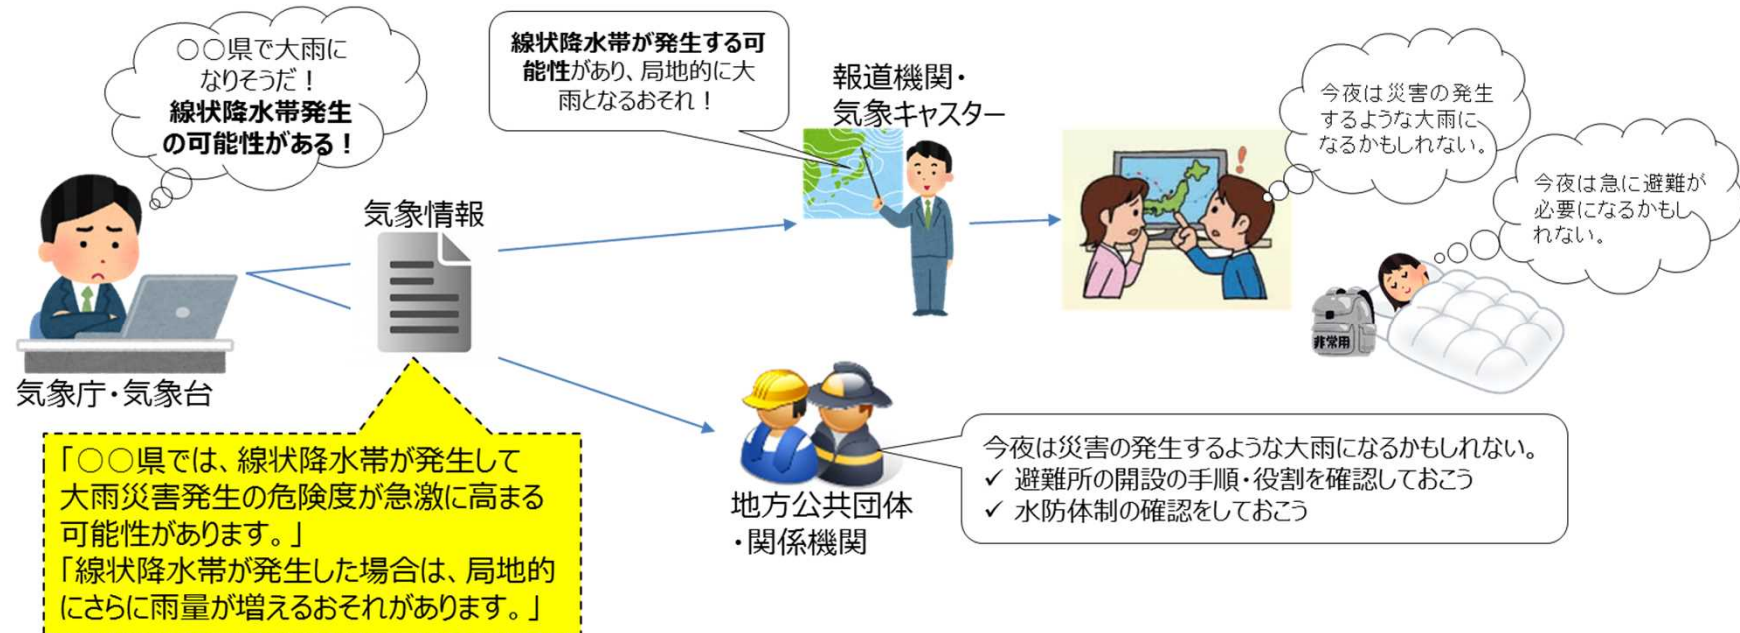 ○○県で大雨に
なりそうだ！
線状降水帯発生
の可能性がある！
線状降水帯が発生する可
能性があり、局地的に大
雨となるおそれ！
報道機関・
気象キャスター
今夜は災害の発生
するような大雨に
なるかもしれない。
今夜は急に避難が
必要になるかもし
れない。
気象情報
非常用
気象庁・気象台
「○○県では、線状降水帯が発生して
大雨災害発生の危険度が急激に高まる
可能性があります。」
「線状降水帯が発生した場合は、局地的
にさらに雨量が増えるおそれがあります。」
地方公共団体
・関係機関
今夜は災害の発生するような大雨になるかもしれない。
✓ 避難所の開設の手順・役割を確認しておこう
✓ 水防体制の確認をしておこう